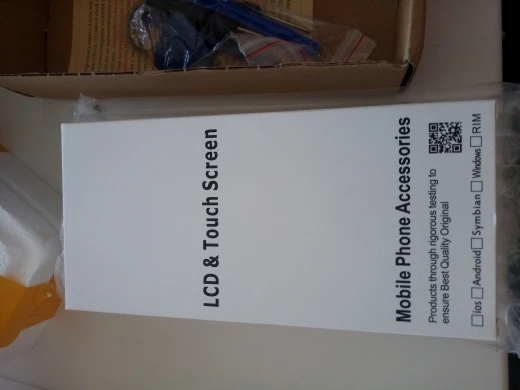 LCD & Touch Screen
Mobile Phone Accessories
Products through rigorous testing to
ensure Best Quality Original
ios Android Symbian Windows RIM